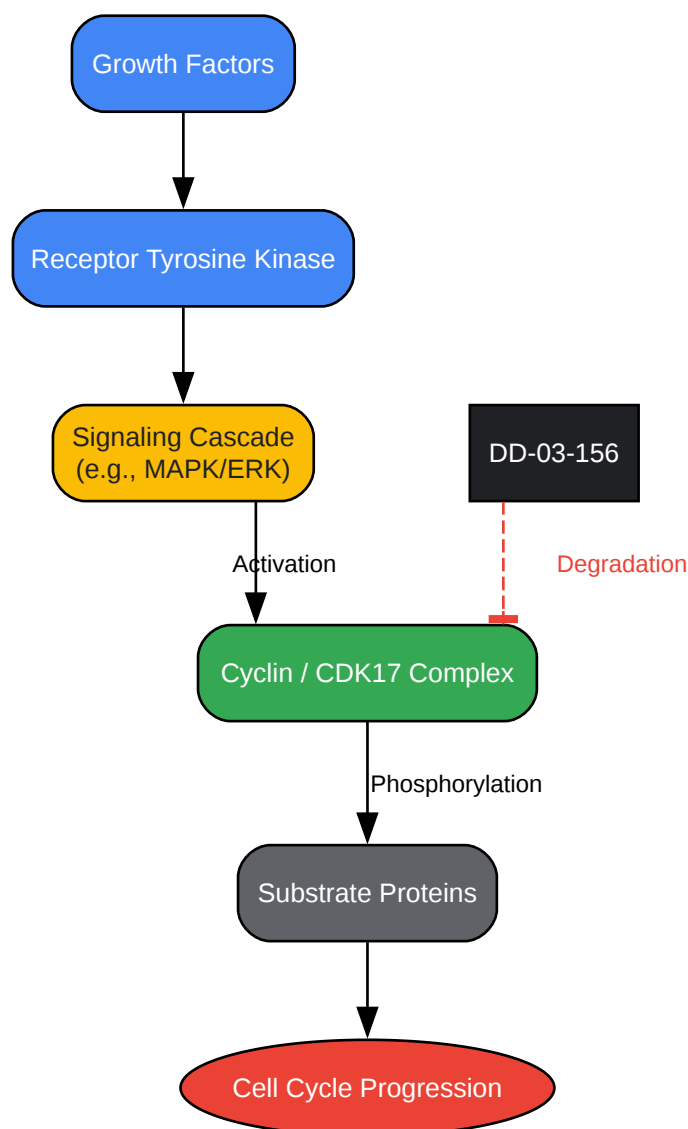 Growth Factors
Receptor Tyrosine Kinase
Signaling Cascade
(e.g., MAPK/ERK)
DD-03-156
Activation
Degradation
Cyclin / CDK17 Complex
Phosphorylation
Substrate Proteins
Cell Cycle Progression